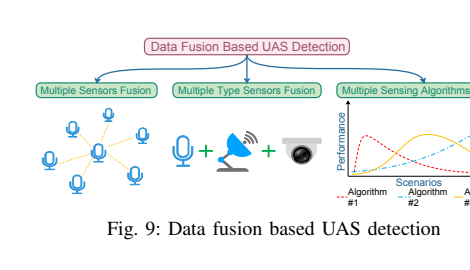 Data Fusion Based UAS Detection
Multiple Sensors Fusion
Multiple Type Sensors Fusion
Multiple Sensing Algorithms
Performance
Scenarios
Algorithm #1
Algorithm #2
A
#
Fig. 9: Data fusion based UAS detection